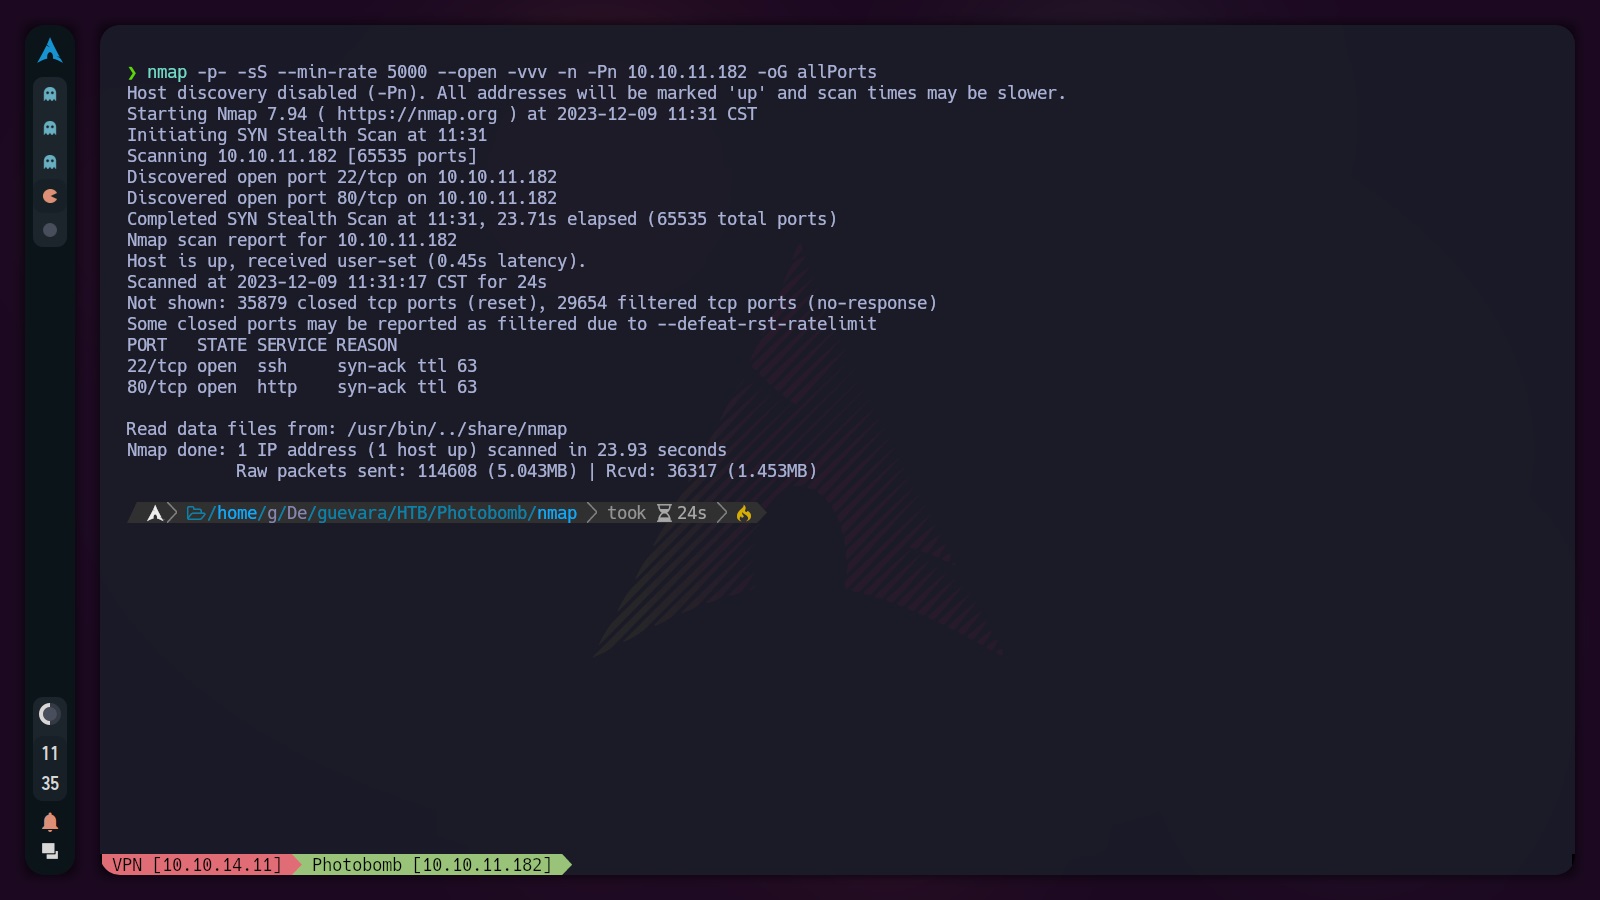 ❯ nmap -p- -sS --min-rate 5000 --open -vvv -n -Pn 10.10.11.182 -oG allPorts
Host discovery disabled (-Pn). All addresses will be marked 'up' and scan times may be slower.
Starting Nmap 7.94 ( https://nmap.org ) at 2023-12-09 11:31 CST
Initiating SYN Stealth Scan at 11:31
Scanning 10.10.11.182 [65535 ports]
Discovered open port 22/tcp on 10.10.11.182
Discovered open port 80/tcp on 10.10.11.182
Completed SYN Stealth Scan at 11:31, 23.71s elapsed (65535 total ports)
Nmap scan report for 10.10.11.182
Host is up, received user-set (0.45s latency).
Scanned at 2023-12-09 11:31:17 CST for 24s
Not shown: 35879 closed tcp ports (reset), 29654 filtered tcp ports (no-response)
Some closed ports may be reported as filtered due to --defeat-rst-ratelimit
PORT   STATE SERVICE REASON
22/tcp open  ssh     syn-ack ttl 63
80/tcp open  http    syn-ack ttl 63
Read data files from: /usr/bin/../share/nmap
Nmap done: 1 IP address (1 host up) scanned in 23.93 seconds
Raw packets sent: 114608 (5.043MB) | Rcvd: 36317 (1.453MB)
/home/g/De/guevara/HTB/Photobomb/nmap took 24s
11
35
VPN [10.10.14.11] Photobomb [10.10.11.182]